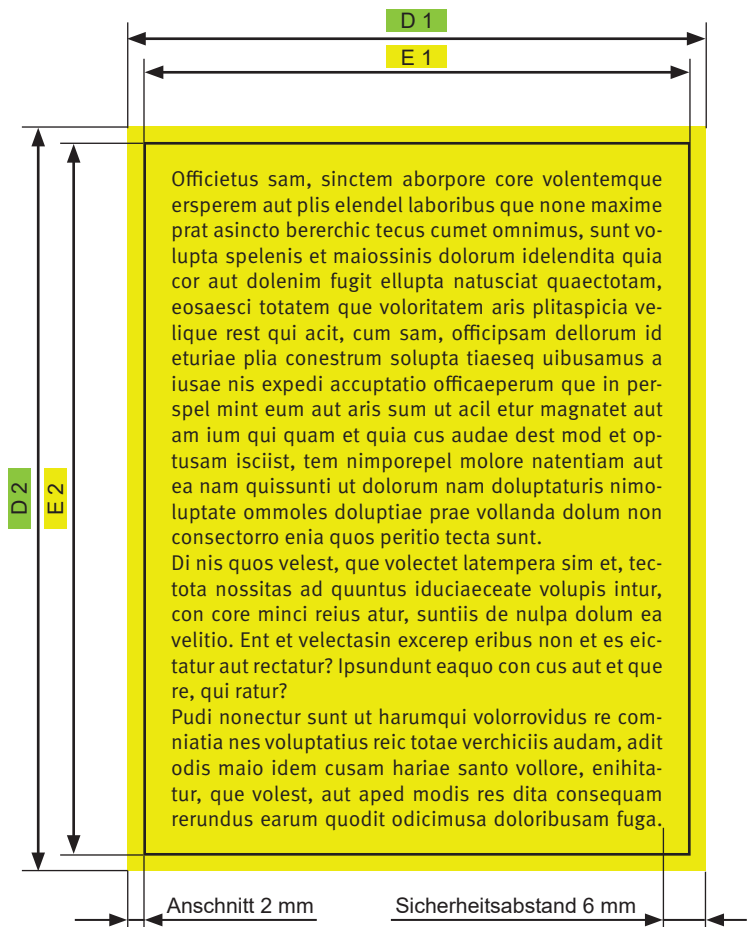 D 1
E 1
D 2
E 2
Officietus sam, sinctem aborpore core volentemque
ersperem aut plis elendel laboribus que none maxime
prat asincto bererchic tecus cumet omnimus, sunt vo-
lupta spelenis et maiossinis dolorum idelendita quia
cor aut dolenim fugit ellupta natusciat quaectotam,
eosaesci totatem que voloritatem aris plitaspicia ve-
lique rest qui acit, cum sam, officipsam dellorum id
eturiae plia conestrum solupta tiaeseq uibusamus a
iusae nis expedi accuptatio officaeperum que in per-
spel mint eum aut aris sum ut acil etur magnatet aut
am ium qui quam et quia cus audae dest mod et op-
tusam isciist, tem nimporepel molore natentiam aut
ea nam quissunti ut dolorum nam doluptaturis nimo-
luptate ommoles doluptiae prae vollanda dolum non
consectorro enia quos peritio tecta sunt.
Di nis quos velest, que volectet latempera sim et, tec-
tota nossitas ad quuntus iduciaeceate volupis intur,
con core minci reius atur, suntiis de nulpa dolum ea
velitio. Ent et velectasin excerep eribus non et es eic-
tatur aut rectatur? Ipsundunt eaquo con cus aut et que
re, qui ratur?
Pudi nonectur sunt ut harumqui volorrovidus re com-
niatia nes voluptatius reic totae verchiciis audam, adit
odis maio idem cusam hariae santo vollore, enihita-
tur, que volest, aut aped modis res dita consequam
rerundus earum quodit odicimusa doloribusam fuga.
Anschnitt 2 mm
Sicherheitsabstand 6 mm